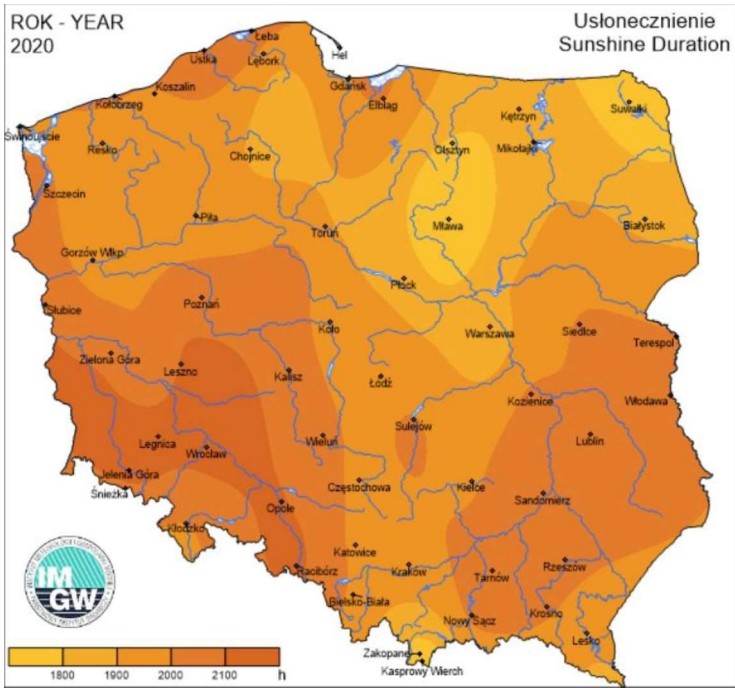 ROK - YEAR
2020
Usłonecznienie
Sunshine Duration
Łeba
Ustka
Lębork
Hel
Koszalin
Gdańsk
Kołobrzeg
Elbląg
Suwałki
Kętrzyn
Świnoujście
Resko
Chojnice
Olsztyn
Mikołajki
Szczecin
Piła
Toruń
Mława
Białystok
Gorzów Wlkp.
Płock
Słubice
Poznań
Koło
Warszawa
Siedlce
Terespol
Zielona Góra
Leszno
Kalisz
Łódź
Kozienice
Włodawa
Sulejów
Legnica
Wrocław
Wieluń
Lublin
Jelenia Góra
Śnieżka
Częstochowa
Kielce
Sandomierz
Opole
Kłodzko
Katowice
Racibórz
Kraków
Tarnów
Rzeszów
Bielsko-Biała
Nowy Sącz
Krosno
Lesko
Zakopane
Kasprowy Wierch
IM
GW
1800 1900 2000 2100 h